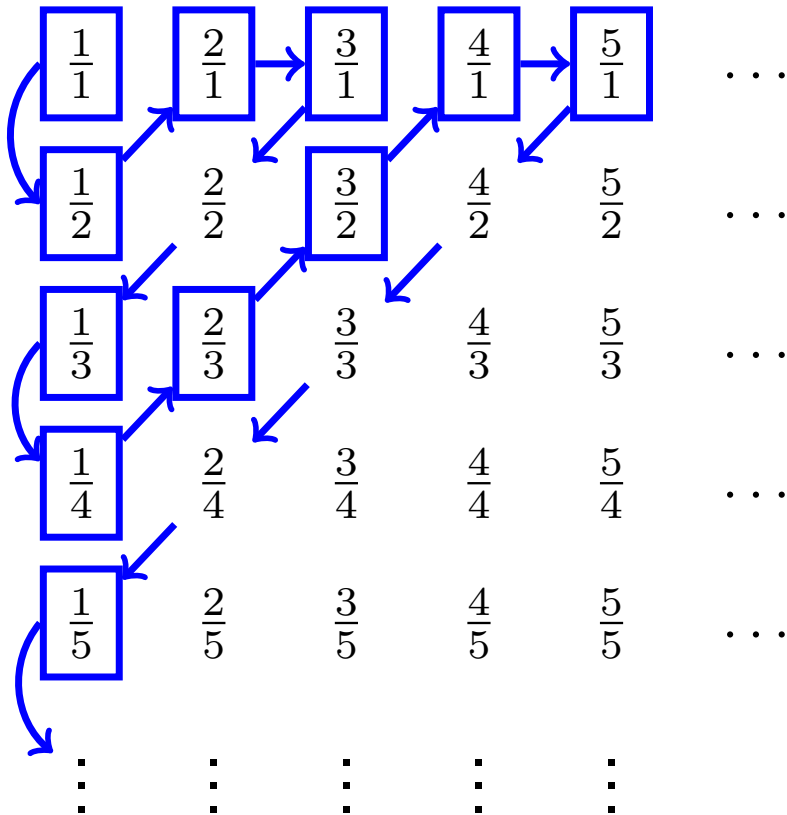 1/1 2/1 3/1 4/1 5/1 ...
1/2 2/2 3/2 4/2 5/2 ...
1/3 2/3 3/3 4/3 5/3 ...
1/4 2/4 3/4 4/4 5/4 ...
1/5 2/5 3/5 4/5 5/5 ...
⋮ ⋮ ⋮ ⋮ ⋮